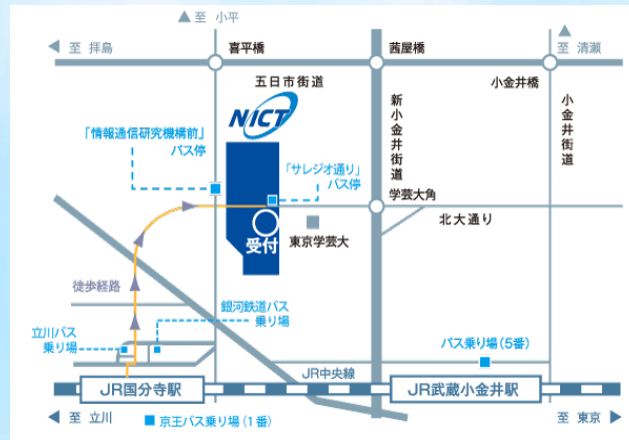 至 小平
至 拝島
喜平橋
茜屋橋
至 清瀬
五日市街道
小金井橋
NICT
新小金井街道
小金井街道
「情報通信研究機構前」
バス停
「サレジオ通り」
バス停
学芸大角
受付
東京学芸大
北大通り
徒歩経路
銀河鉄道バス
乗り場
立川バス
乗り場
バス乗り場(5番)
JR中央線
JR国分寺駅
JR武蔵小金井駅
至 立川
京王バス乗り場(1番)
至 東京